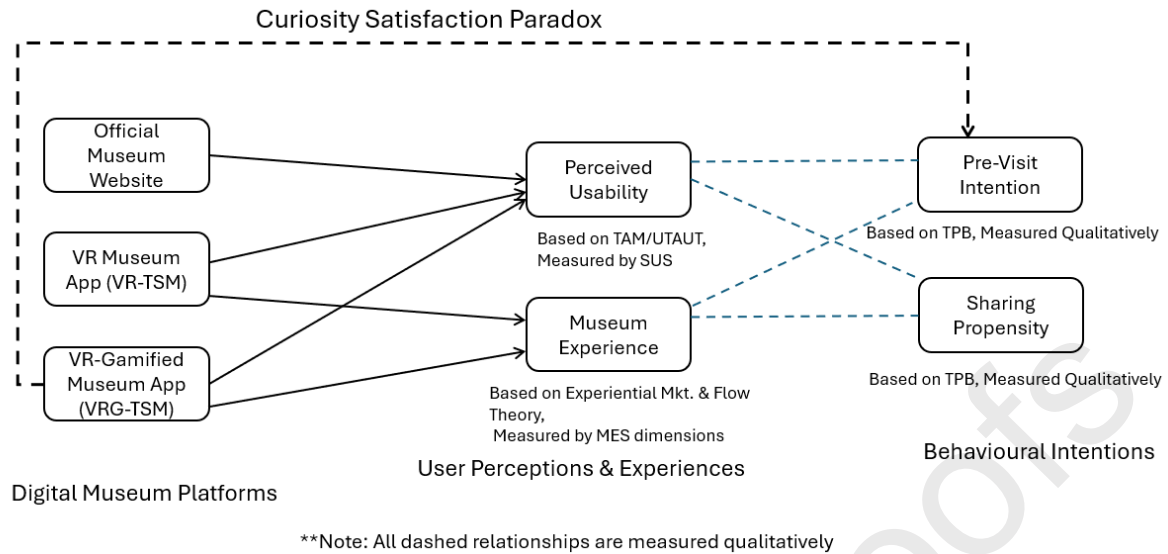 Curiosity Satisfaction Paradox
Official
Museum
Website
VR Museum
App (VR-TSM)
VR-Gamified
Museum App
(VRG-TSM)
Digital Museum Platforms
Perceived
Usability
Based on TAM/UTAUT,
Measured by SUS
Museum
Experience
Based on Experiential Mkt. & Flow
Theory,
Measured by MES dimensions
User Perceptions & Experiences
Pre-Visit
Intention
Based on TPB, Measured Qualitatively
Sharing
Propensity
Based on TPB, Measured Qualitatively
Behavioural Intentions
**Note: All dashed relationships are measured qualitatively
oofs